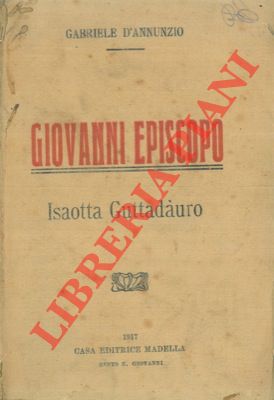 GABRIELE D'ANNUNZIO
GIOVANNI EPISCOPO
Isaotta Guttadàuro
1917
CASA EDITRICE MADELLA
SESTO S. GIOVANNI
LIBRERIA PIANI